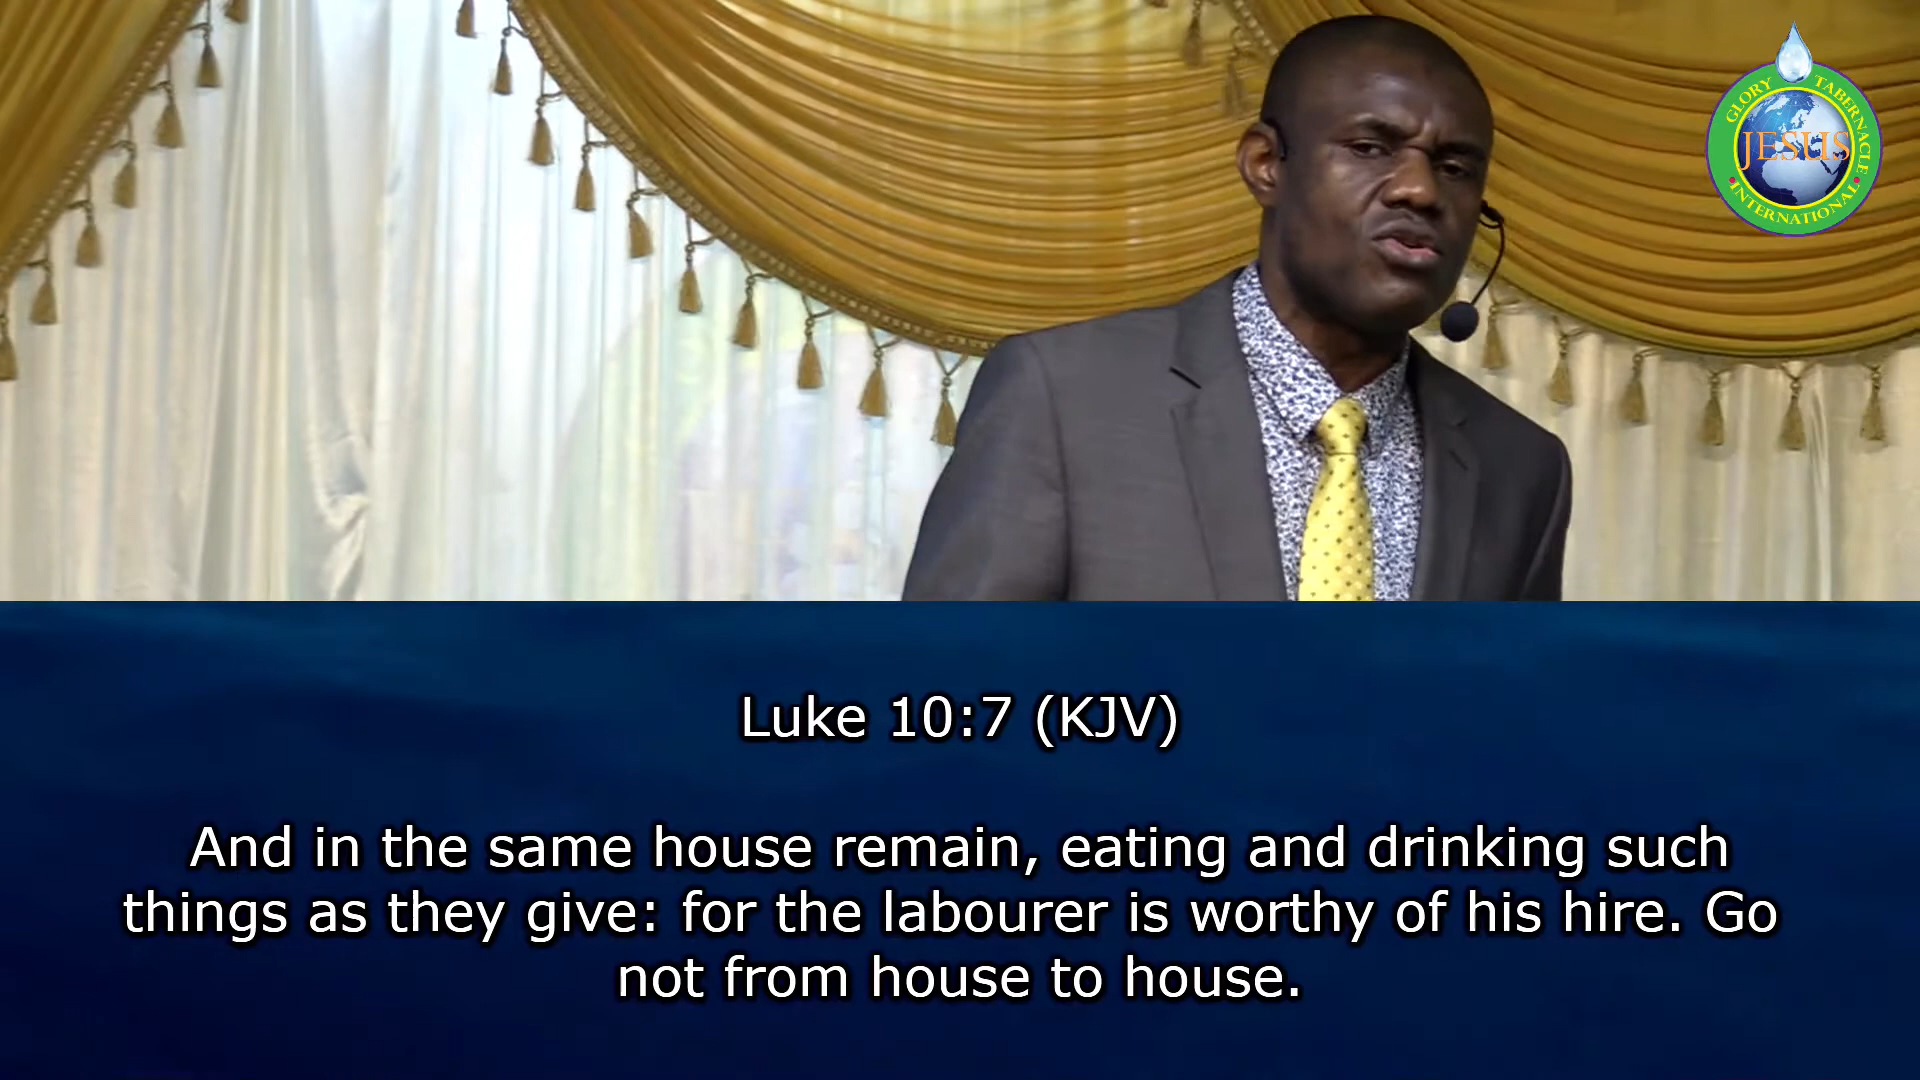 GLORY TABERNACLE
JESUS
INTERNATIONAL
Luke 10:7 (KJV)
And in the same house remain, eating and drinking such
things as they give: for the labourer is worthy of his hire. Go
not from house to house.